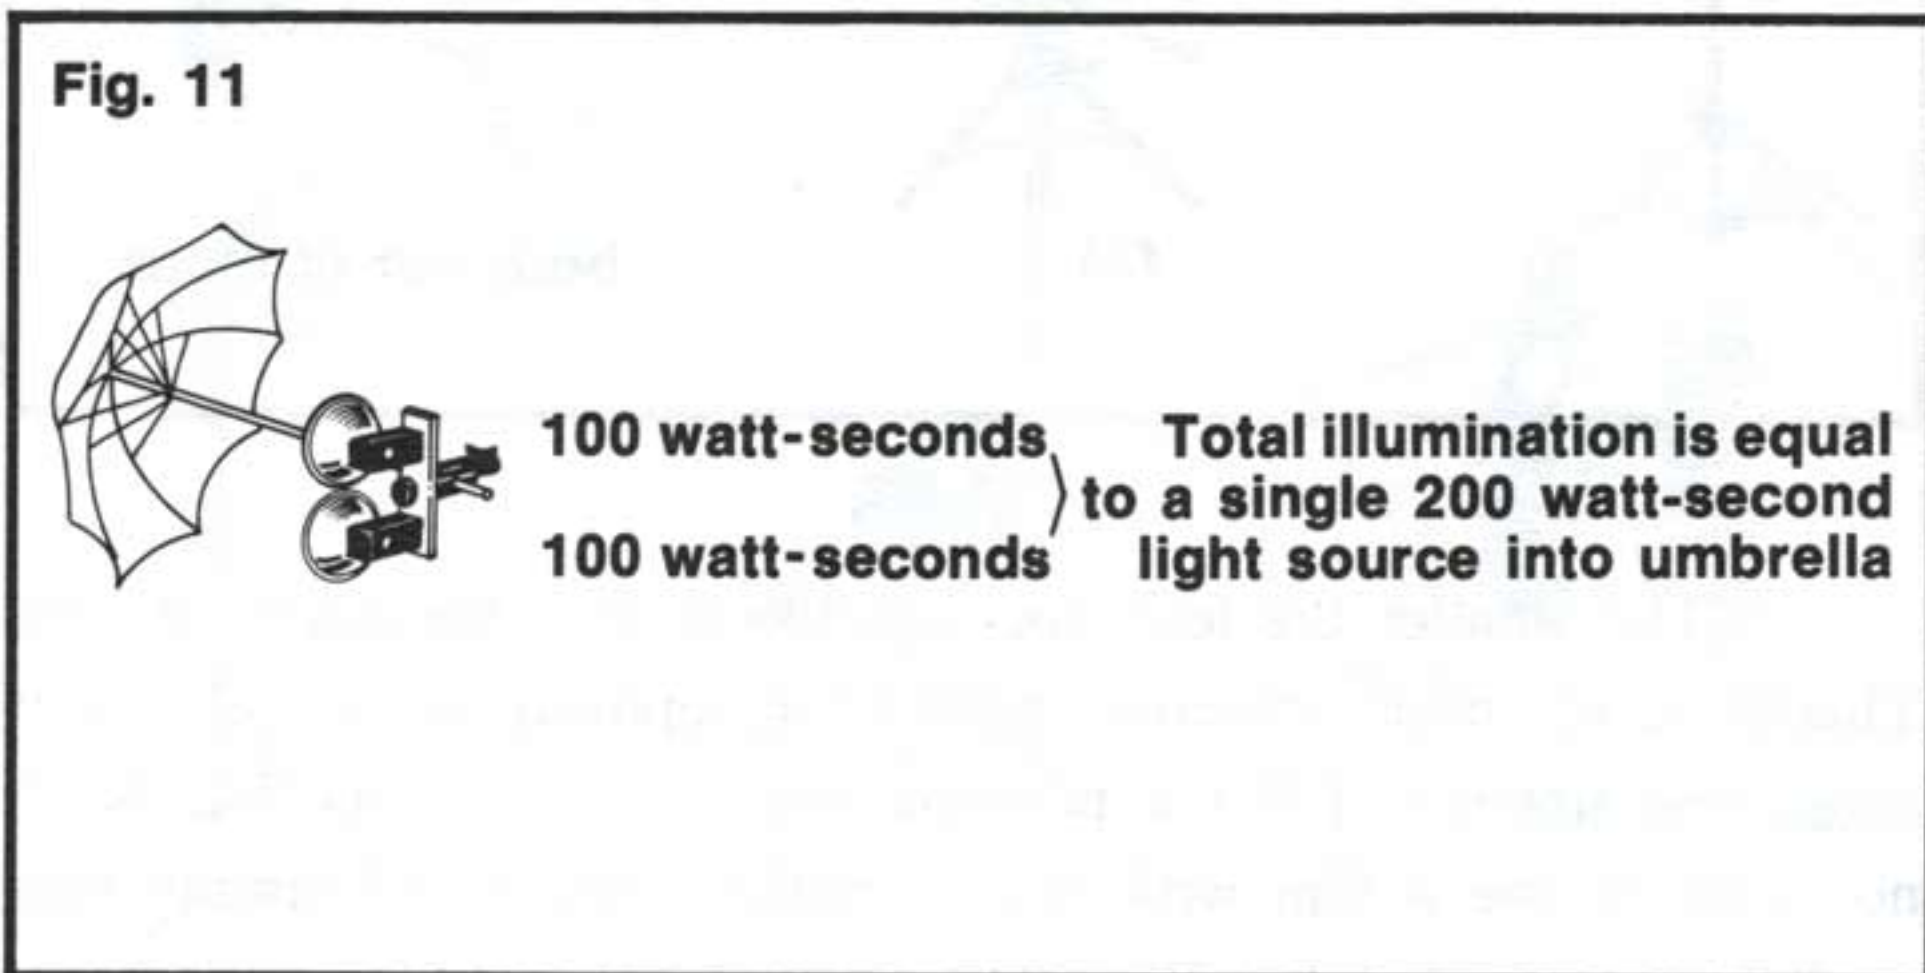 Fig. 11
100 watt-seconds
100 watt-seconds
Total illumination is equal
to a single 200 watt-second
light source into umbrella